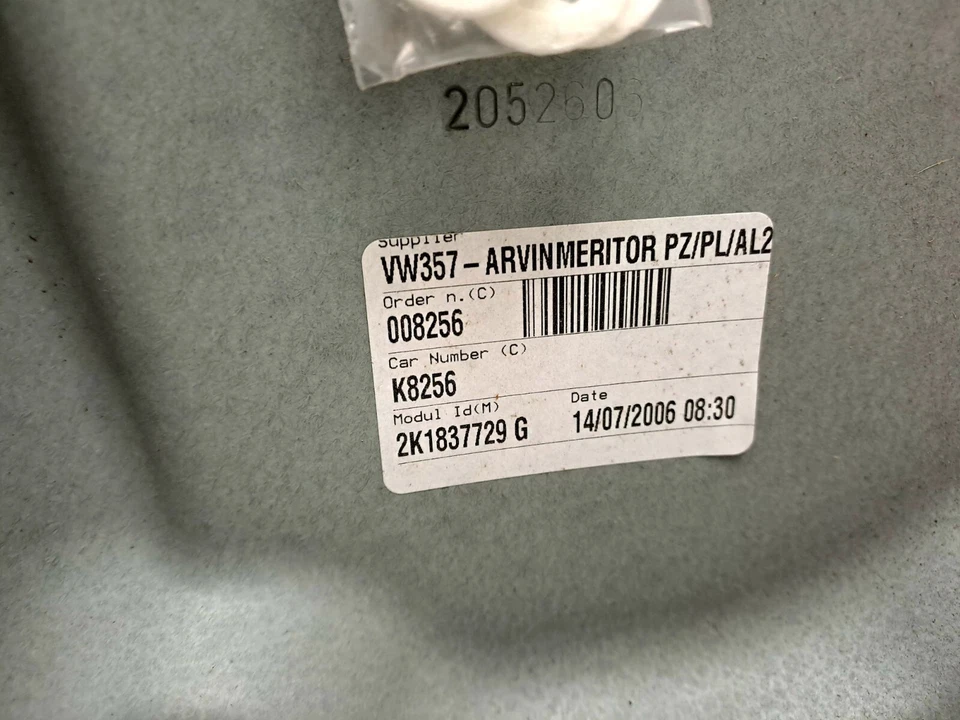 205260
Supplier
VW357 – ARVINMERITOR PZ/PL/AL2
Order n.(C)
008256
Car Number (C)
K8256
Modul Id(M) Date
2K1837729 G 14/07/2006 08:30